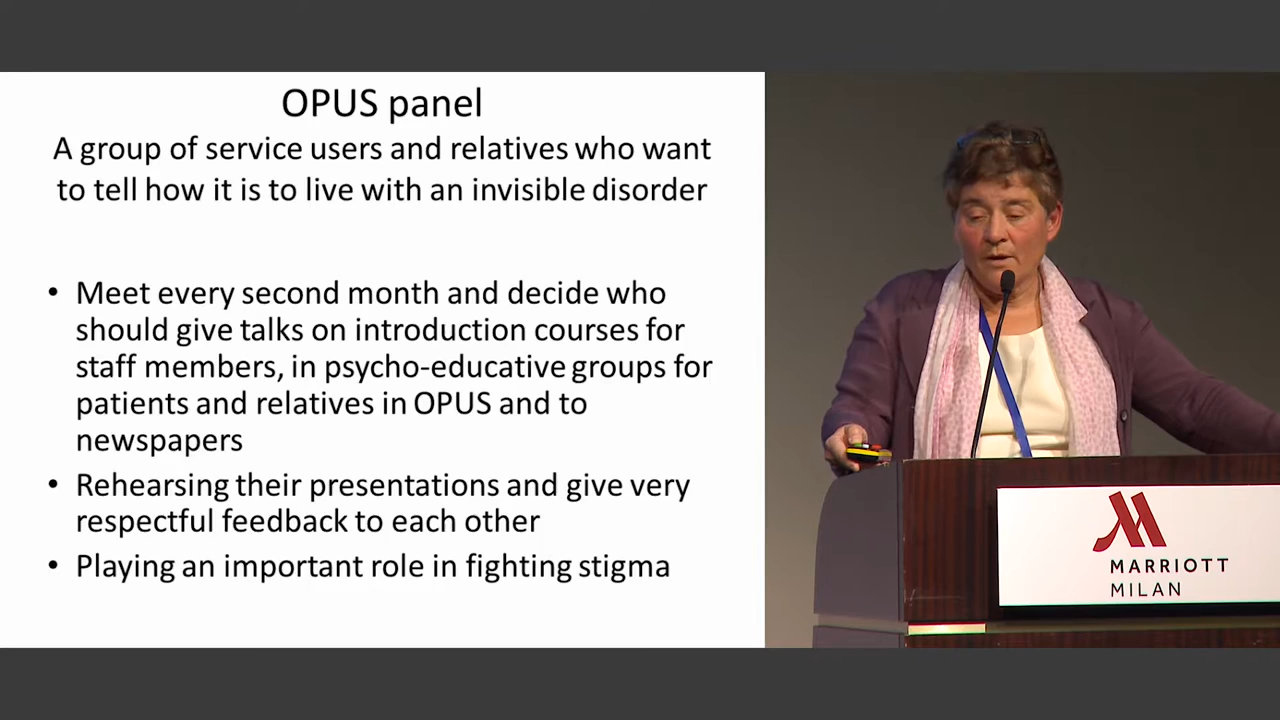 OPUS panel
A group of service users and relatives who want
to tell how it is to live with an invisible disorder
• Meet every second month and decide who
should give talks on introduction courses for
staff members, in psycho-educative groups for
patients and relatives in OPUS and to
newspapers
• Rehearsing their presentations and give very
respectful feedback to each other
• Playing an important role in fighting stigma
MARRIOTT
MILAN